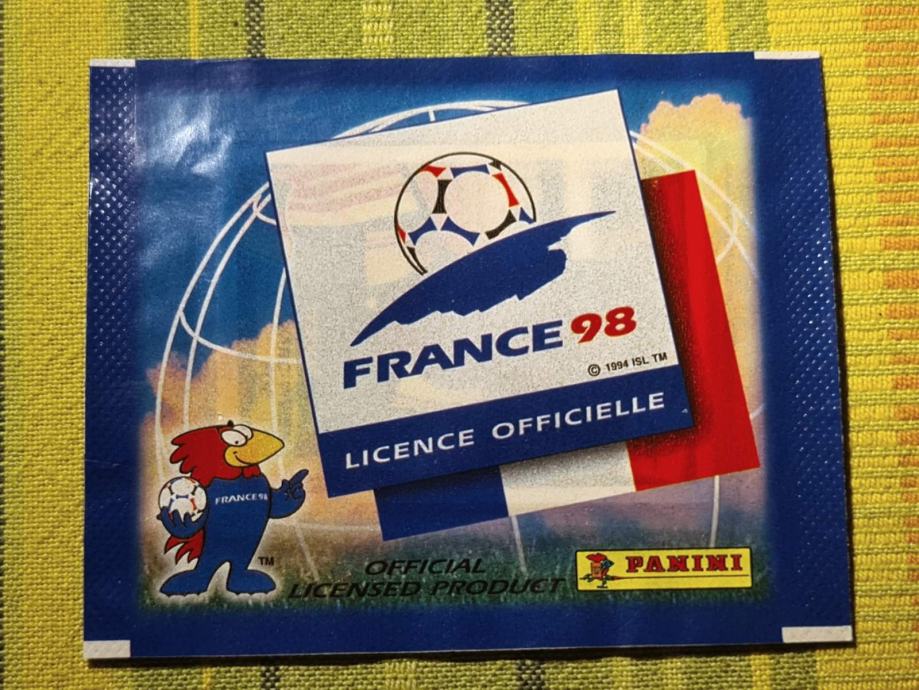 FRANCE 98
© 1994 ISL TM
LICENCE OFFICIELLE
FRANCE 98
TM
OFFICIAL
LICENSED PRODUCT
PANINI